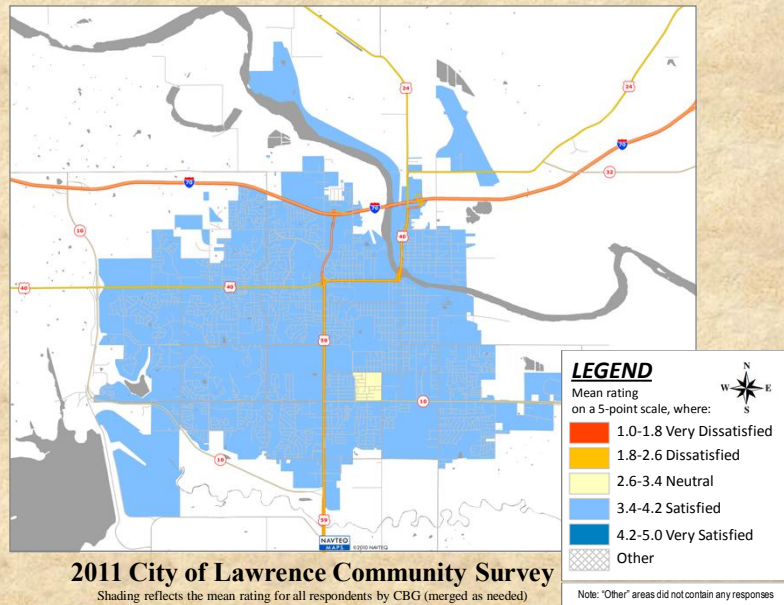 24
24
70
32
70
10
70
40
40
40
59
10
10
59
NAVTEQ
MAPS
©2010 NAVTEQ
LEGEND
Mean rating
on a 5-point scale, where:
N
W E
S
1.0-1.8 Very Dissatisfied
1.8-2.6 Dissatisfied
2.6-3.4 Neutral
3.4-4.2 Satisfied
4.2-5.0 Very Satisfied
Other
2011 City of Lawrence Community Survey
Shading reflects the mean rating for all respondents by CBG (merged as needed)
Note: "Other" areas did not contain any responses